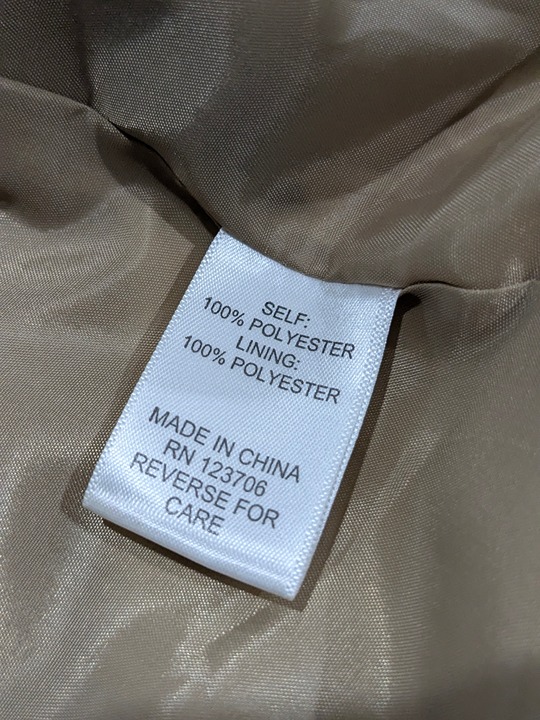 SELF:
100% POLYESTER
LINING:
100% POLYESTER
MADE IN CHINA
RN 123706
REVERSE FOR
CARE